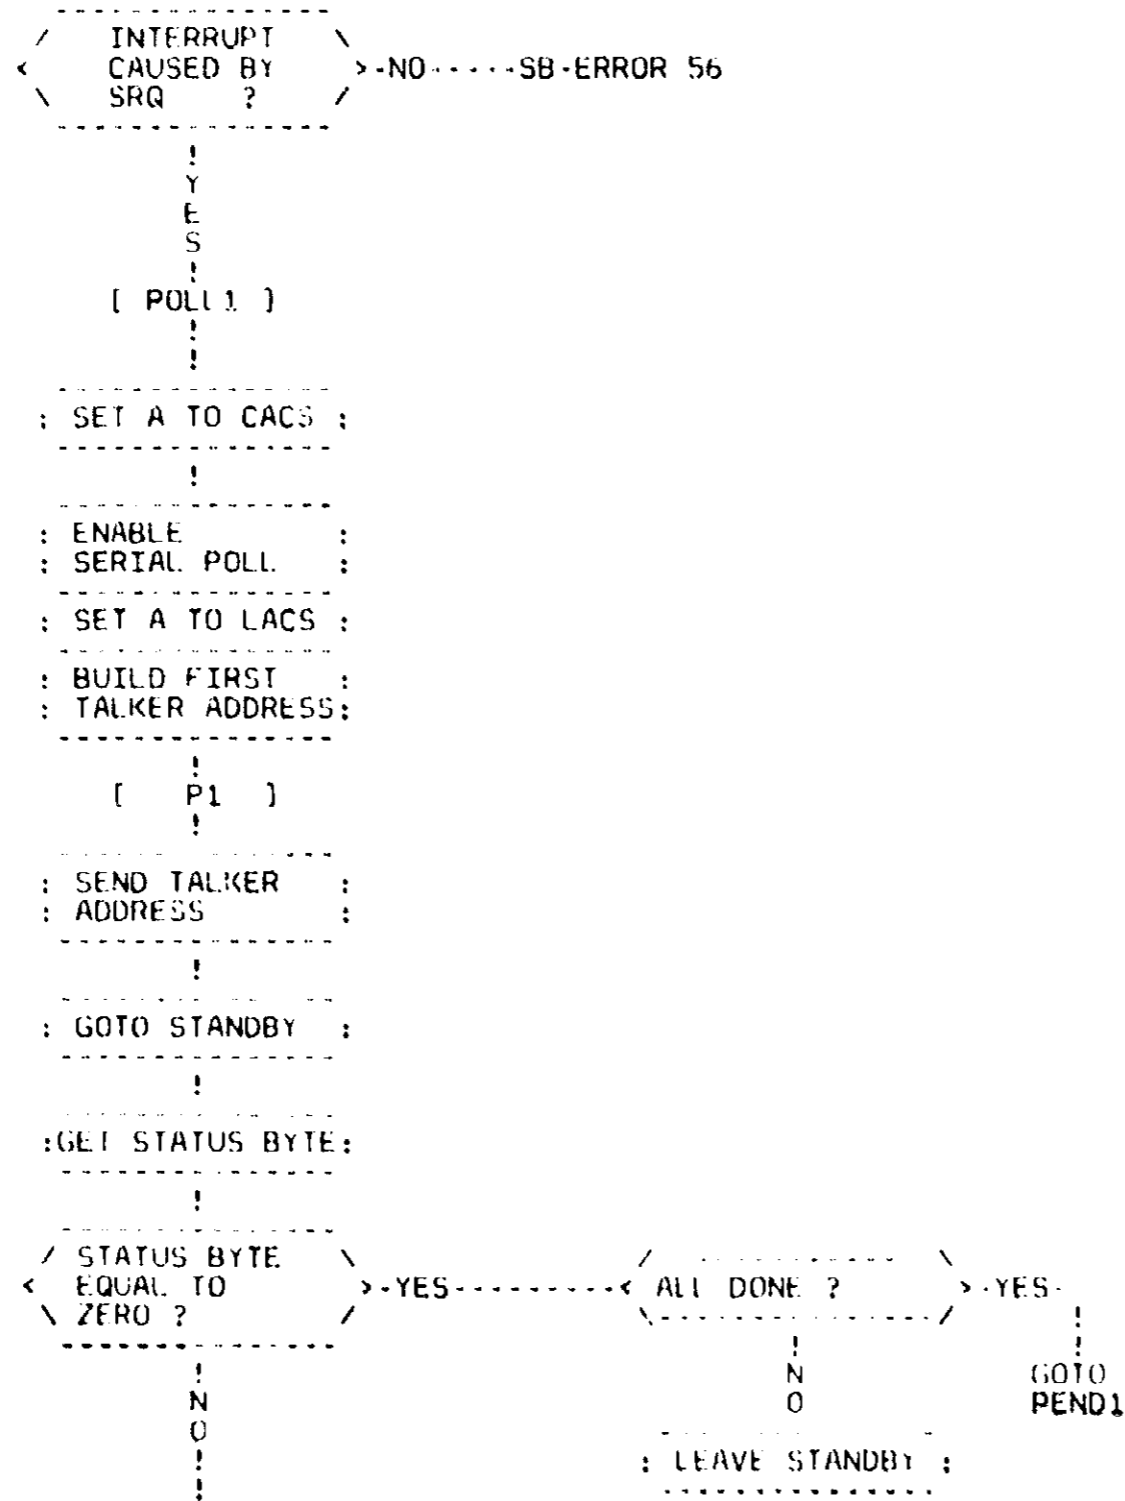 INTERRUPT
CAUSED BY
SRQ ?
NO
SB-ERROR 56
YES
[ POLL1 ]
SET A TO CACS
ENABLE
SERIAL POLL
SET A TO LACS
BUILD FIRST
TALKER ADDRESS
[ P1 ]
SEND TALKER
ADDRESS
GOTO STANDBY
GET STATUS BYTE
STATUS BYTE
EQUAL TO
ZERO ?
YES
ALL DONE ?
YES
GOTO
PEND1
NO
NO
LEAVE STANDBY